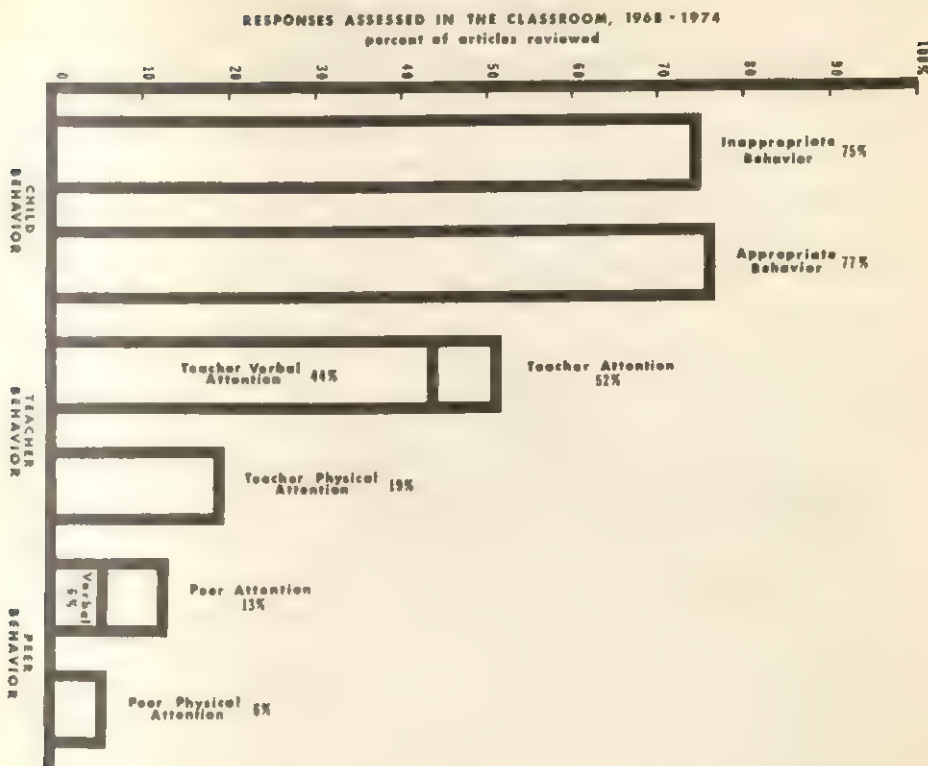 RESPONSES ASSESSED IN THE CLASSROOM, 1968 - 1974
percent of articles reviewed
0 10 20 30 40 50 60 70 80 90 100%
CHILD
BEHAVIOR
Inappropriate
Behavior 75%
Appropriate
Behavior 77%
TEACHER
BEHAVIOR
Teacher Verbal
Attention 44%
Teacher Attention
52%
Teacher Physical
Attention 19%
PEER
BEHAVIOR
Verbal
6%
Peer Attention
13%
Peer Physical
Attention 6%